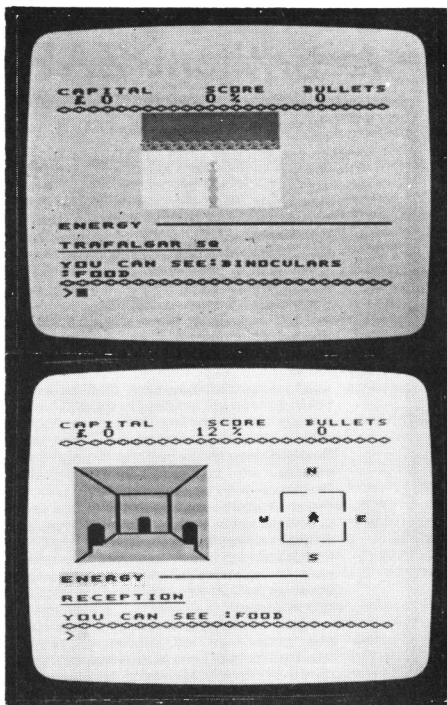 CAPITAL SCORE BULLETS
£ 0 0 % 0
ENERGY
TRAFALGAR SQ
YOU CAN SEE:BINOCULARS
:FOOD
>
CAPITAL SCORE BULLETS
£ 0 12 % 0
N
W E
S
ENERGY
RECEPTION
YOU CAN SEE :FOOD
>